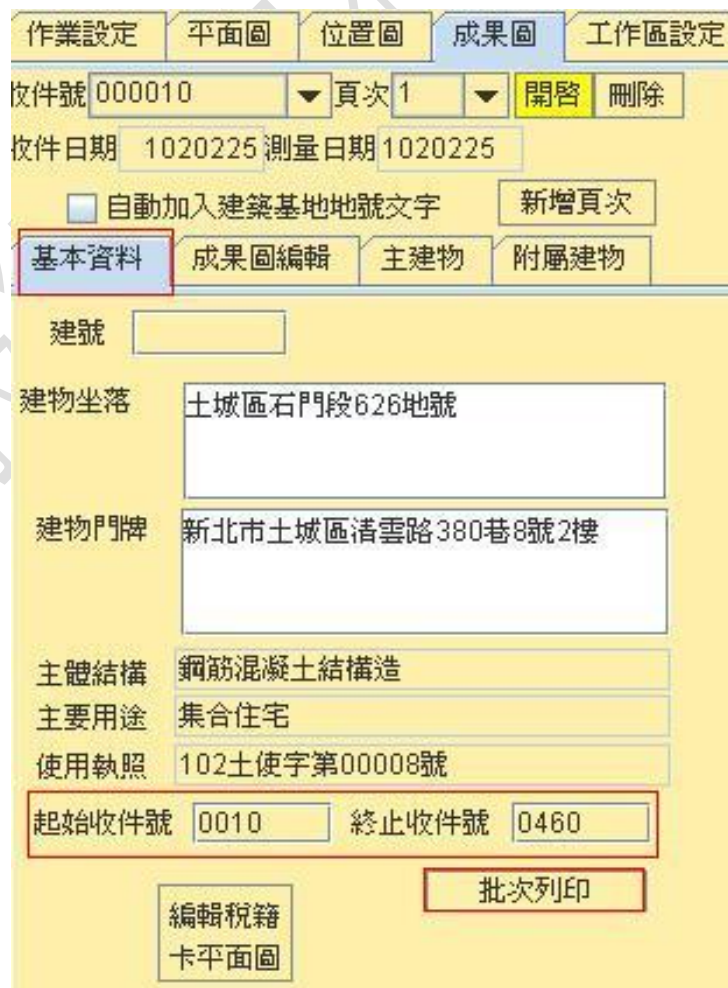 作業設定 平面圖 位置圖 成果圖 工作區設定
收件號 000010 頁次 1 開啓 刪除
收件日期 1020225 測量日期 1020225
自動加入建築基地地號文字 新增頁次
基本資料 成果圖編輯 主建物 附屬建物
建號
建物坐落 土城區石門段626地號
建物門牌 新北市土城區清雲路380巷8號2樓
主體結構 鋼筋混凝土結構造
主要用途 集合住宅
使用執照 102土使字第00008號
起始收件號 0010 終止收件號 0460
批次列印
編輯稅籍
卡平面圖